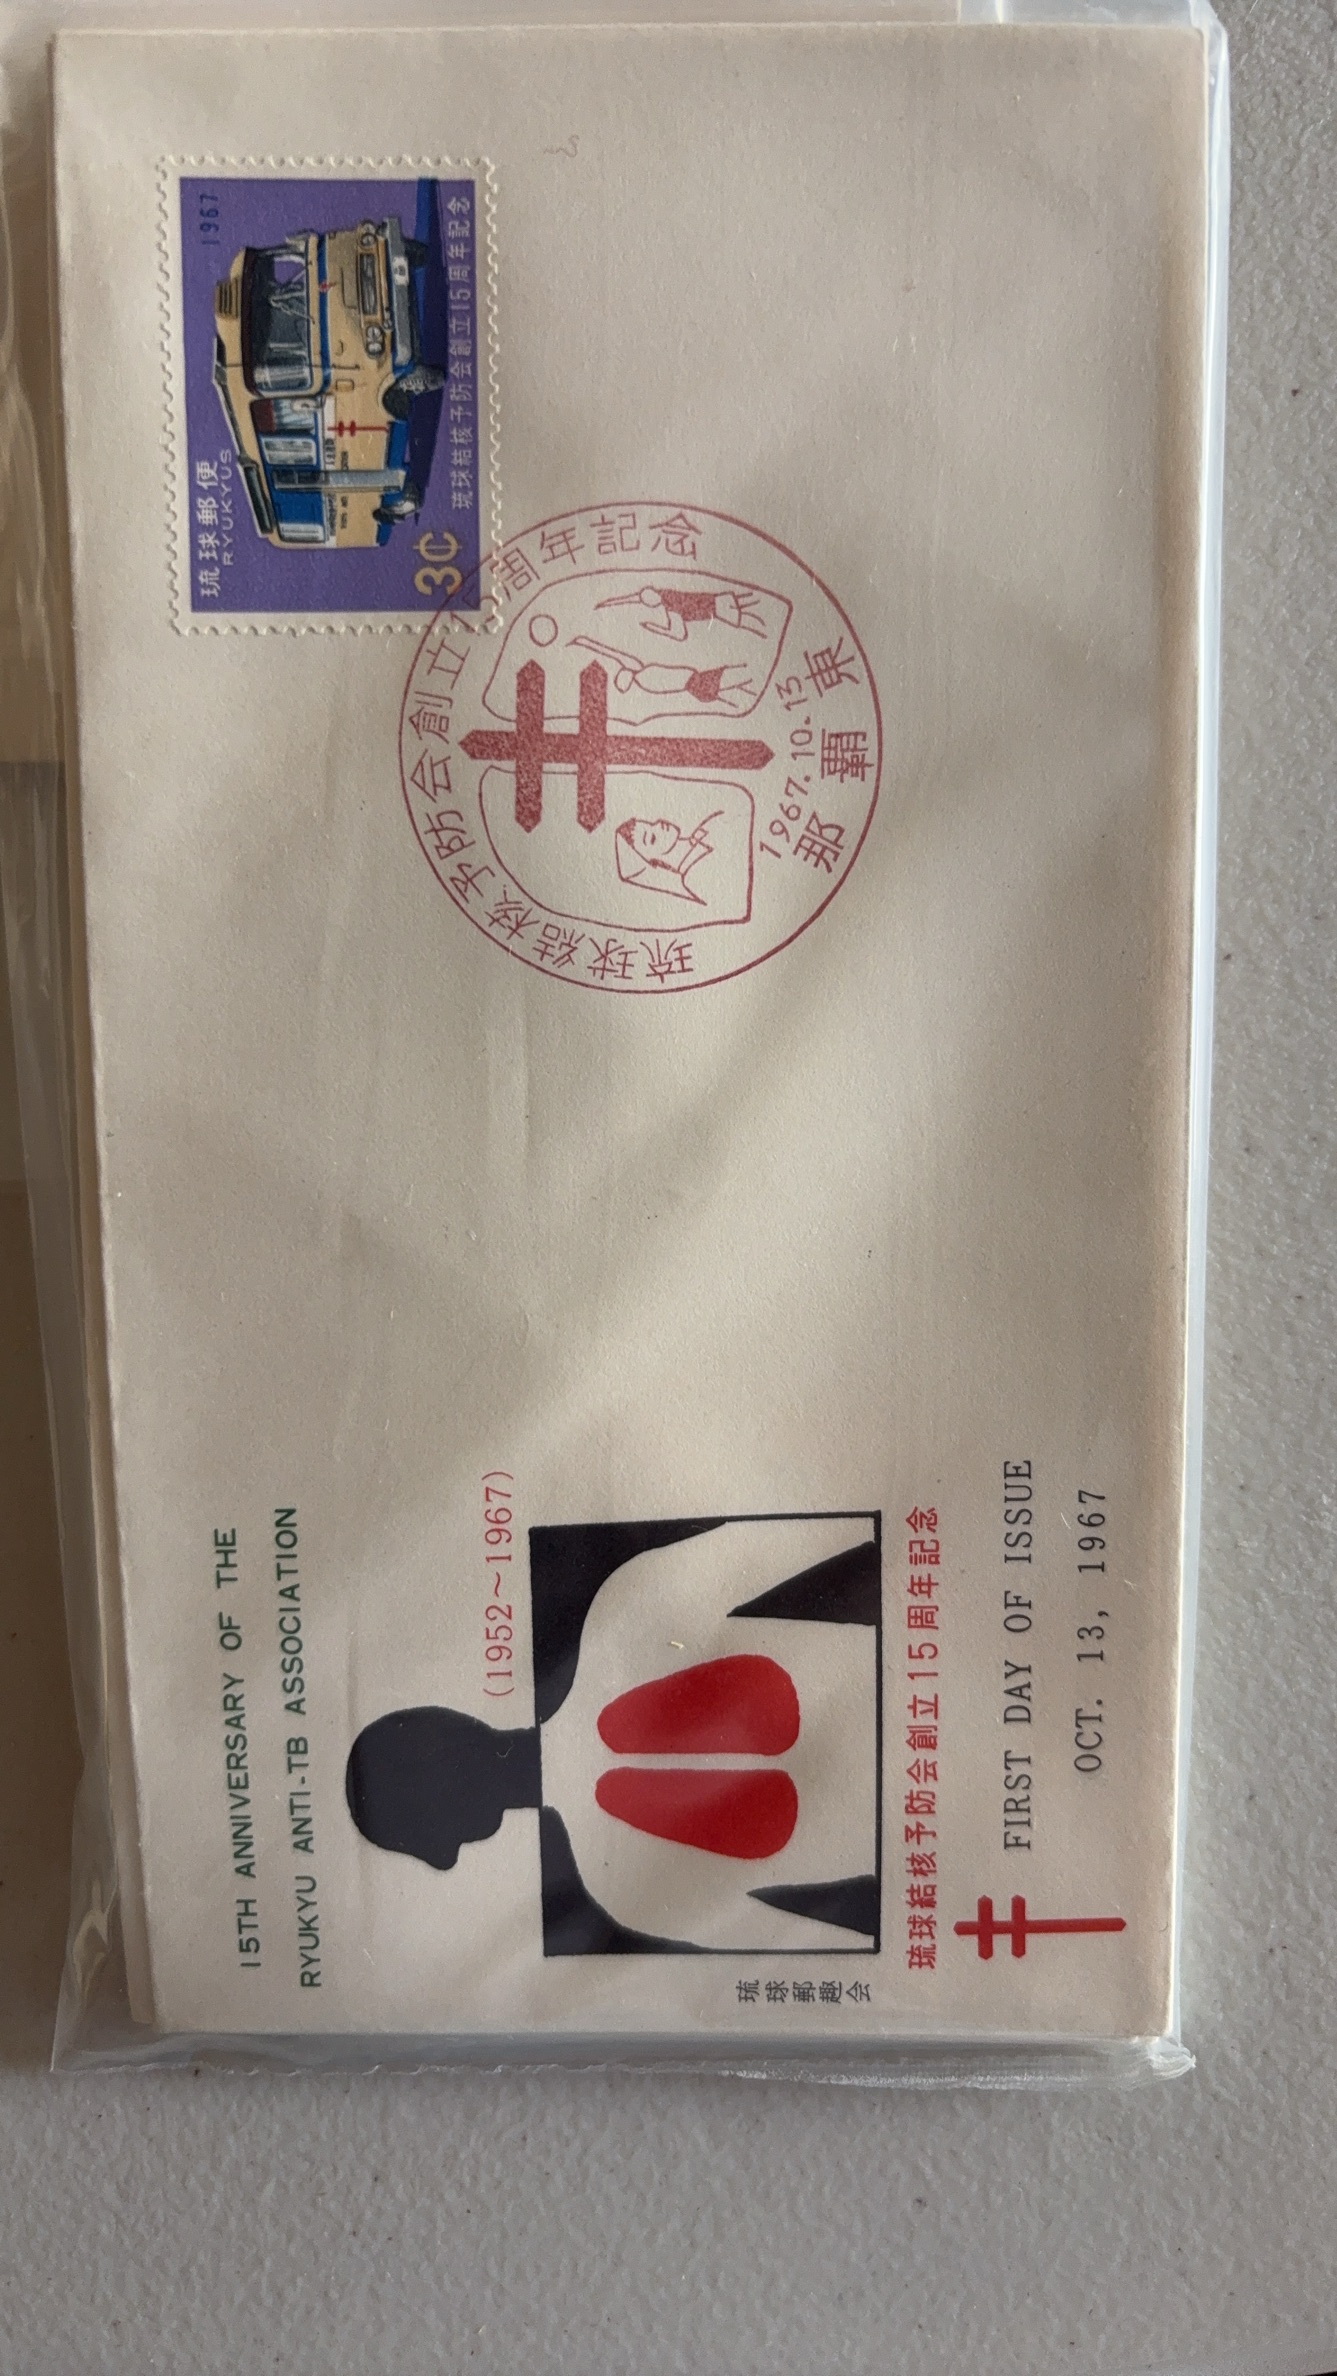 15TH ANNIVERSARY OF THE
RYUKYU ANTI-TB ASSOCIATION
(1952~1967)
琉球郵趣会
琉球結核予防会創立15周年記念
FIRST DAY OF ISSUE
OCT. 13, 1967
琉球郵便
RYUKYUS
1967
3¢
琉球結核予防会創立15周年記念
琉球結核予防会創立15周年記念
1967.10.13
那覇東